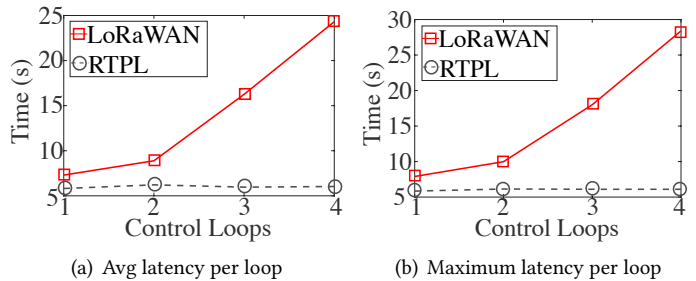 25
20
15
10
5
Time (s)
LoRaWAN
RTPL
1 2 3 4
Control Loops
(a) Avg latency per loop
30
25
20
15
10
5
Time (s)
LoRaWAN
RTPL
1 2 3 4
Control Loops
(b) Maximum latency per loop